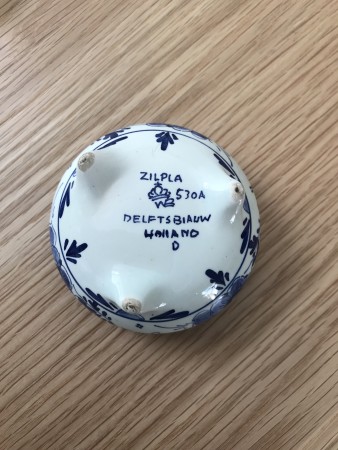 ZILPLA
530A
DELFTSBLAUW
HOLLAND
D